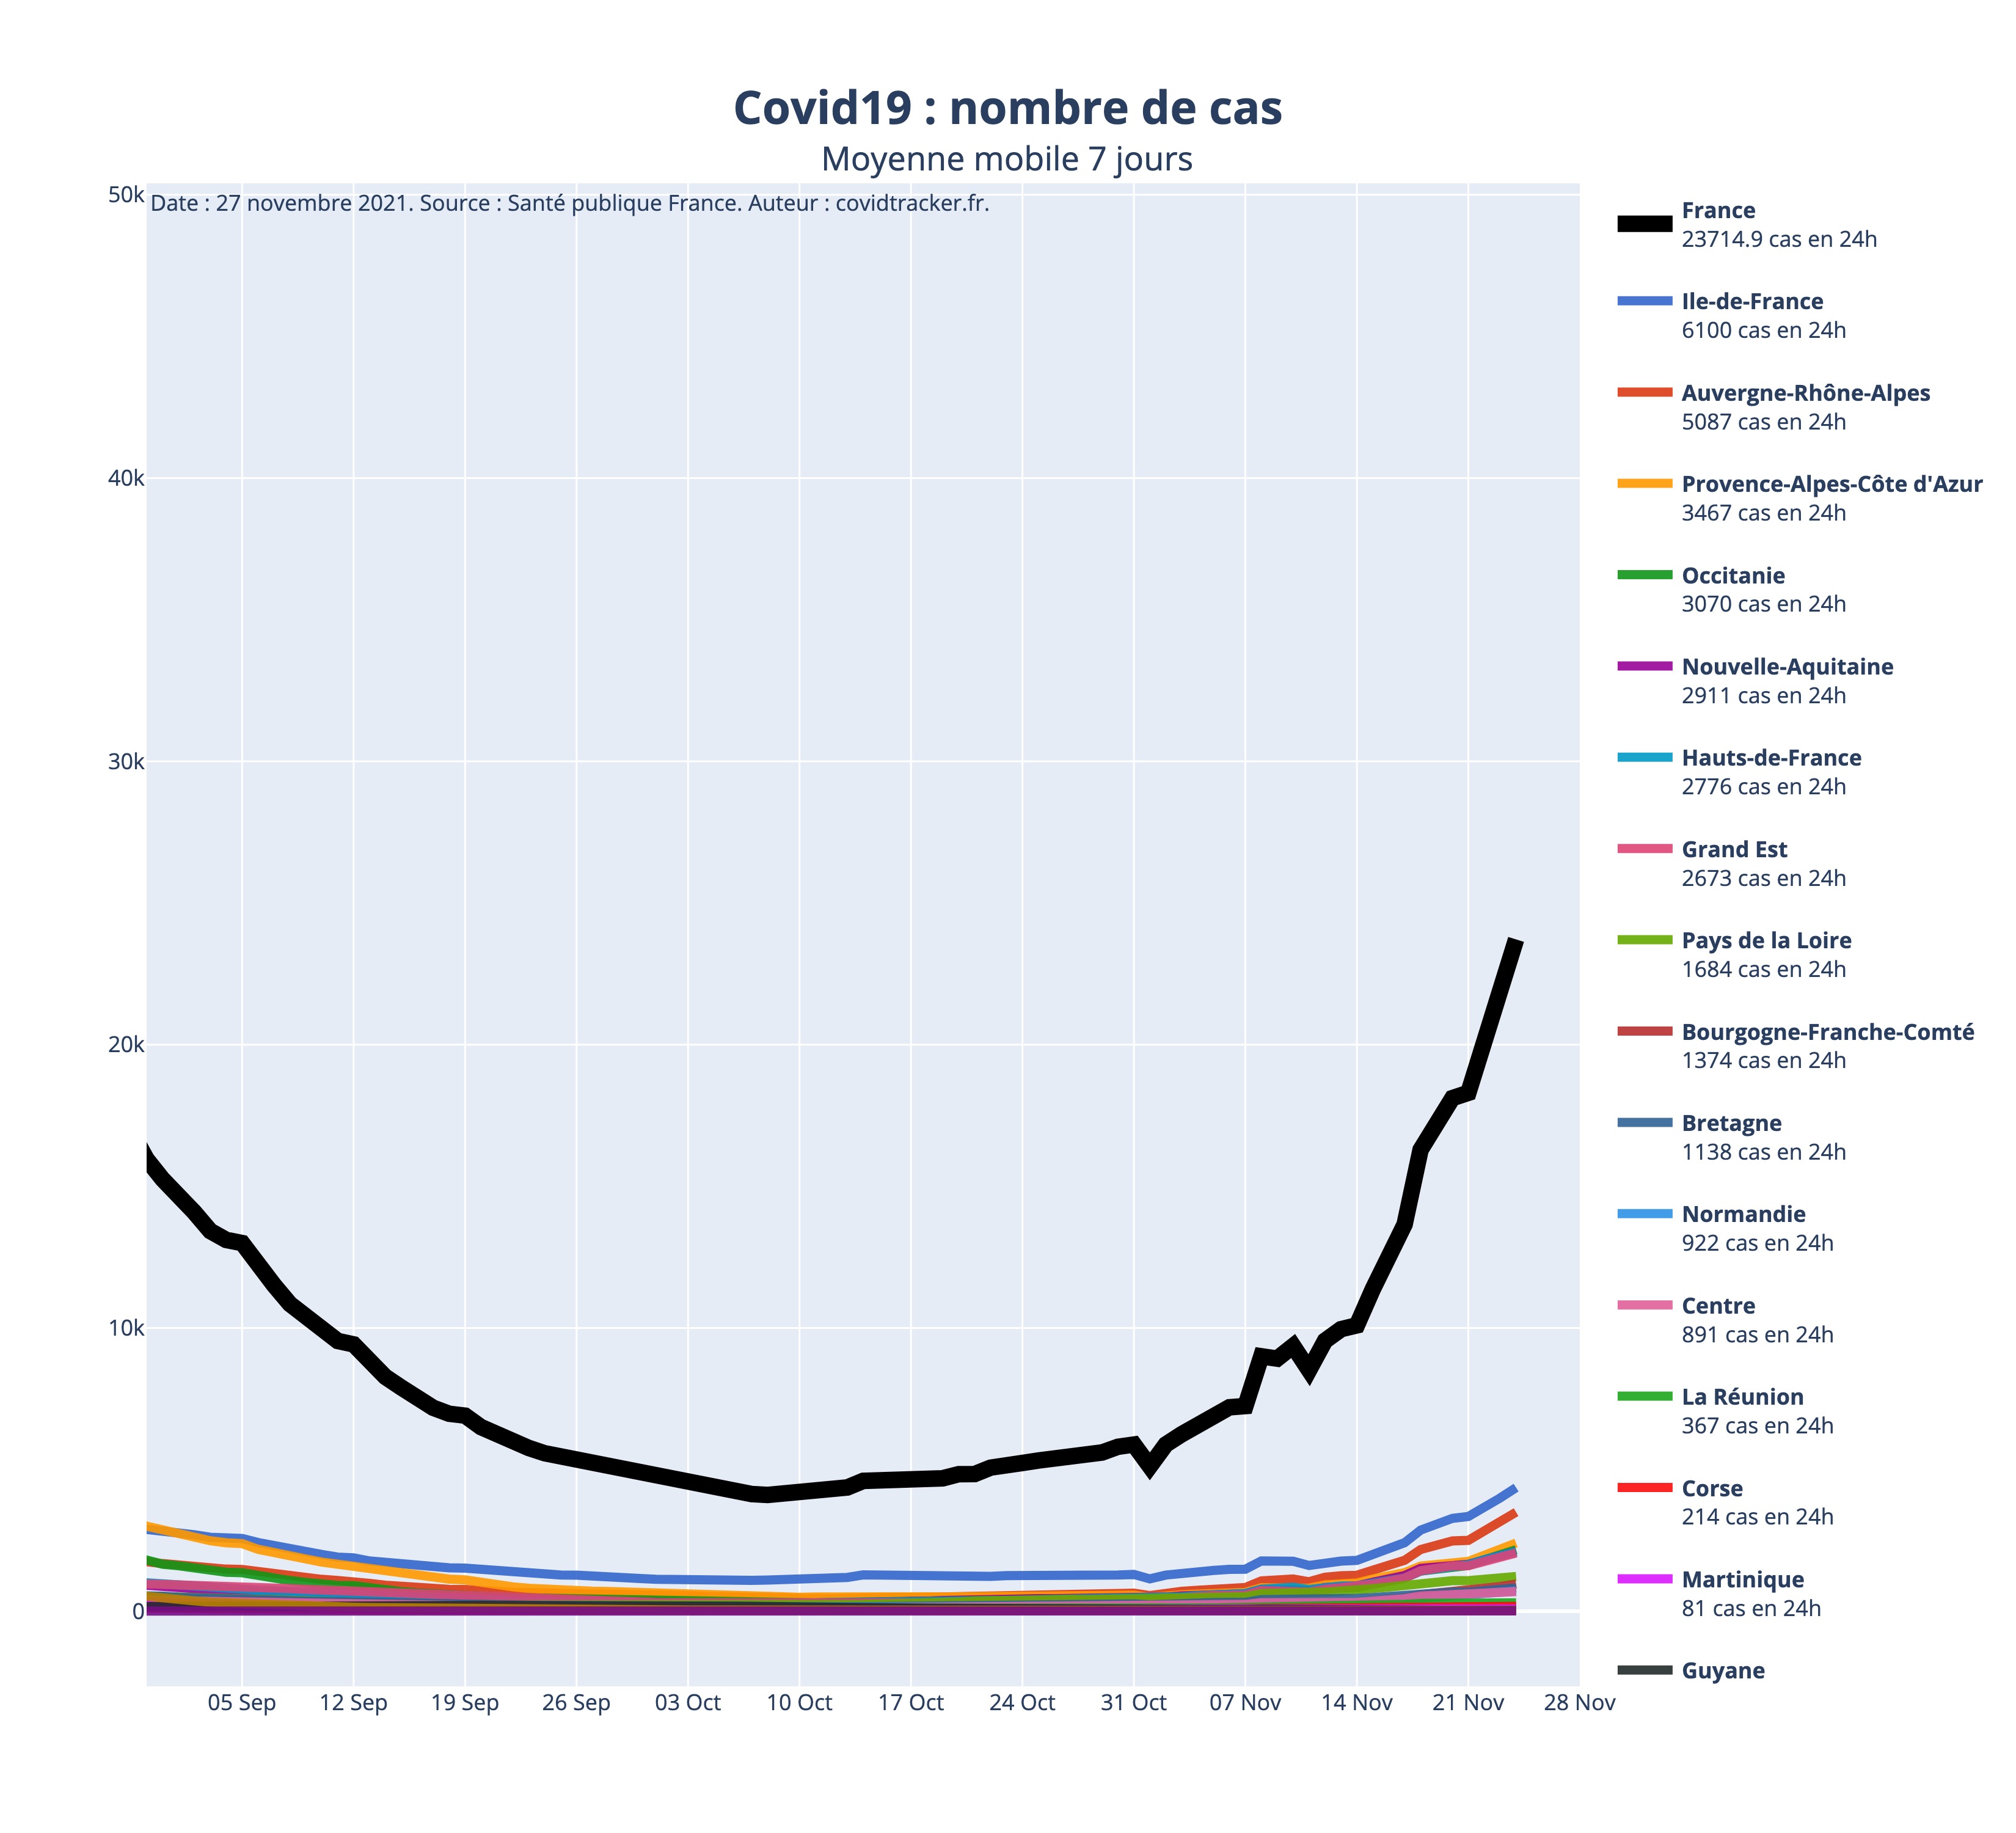 Covid19 : nombre de cas
Moyenne mobile 7 jours
Date : 27 novembre 2021. Source : Santé publique France. Auteur : covidtracker.fr.
50k
40k
30k
20k
10k
0
05 Sep
12 Sep
19 Sep
26 Sep
03 Oct
10 Oct
17 Oct
24 Oct
31 Oct
07 Nov
14 Nov
21 Nov
28 Nov
France
23714.9 cas en 24h
Ile-de-France
6100 cas en 24h
Auvergne-Rhône-Alpes
5087 cas en 24h
Provence-Alpes-Côte d'Azur
3467 cas en 24h
Occitanie
3070 cas en 24h
Nouvelle-Aquitaine
2911 cas en 24h
Hauts-de-France
2776 cas en 24h
Grand Est
2673 cas en 24h
Pays de la Loire
1684 cas en 24h
Bourgogne-Franche-Comté
1374 cas en 24h
Bretagne
1138 cas en 24h
Normandie
922 cas en 24h
Centre
891 cas en 24h
La Réunion
367 cas en 24h
Corse
214 cas en 24h
Martinique
81 cas en 24h
Guyane